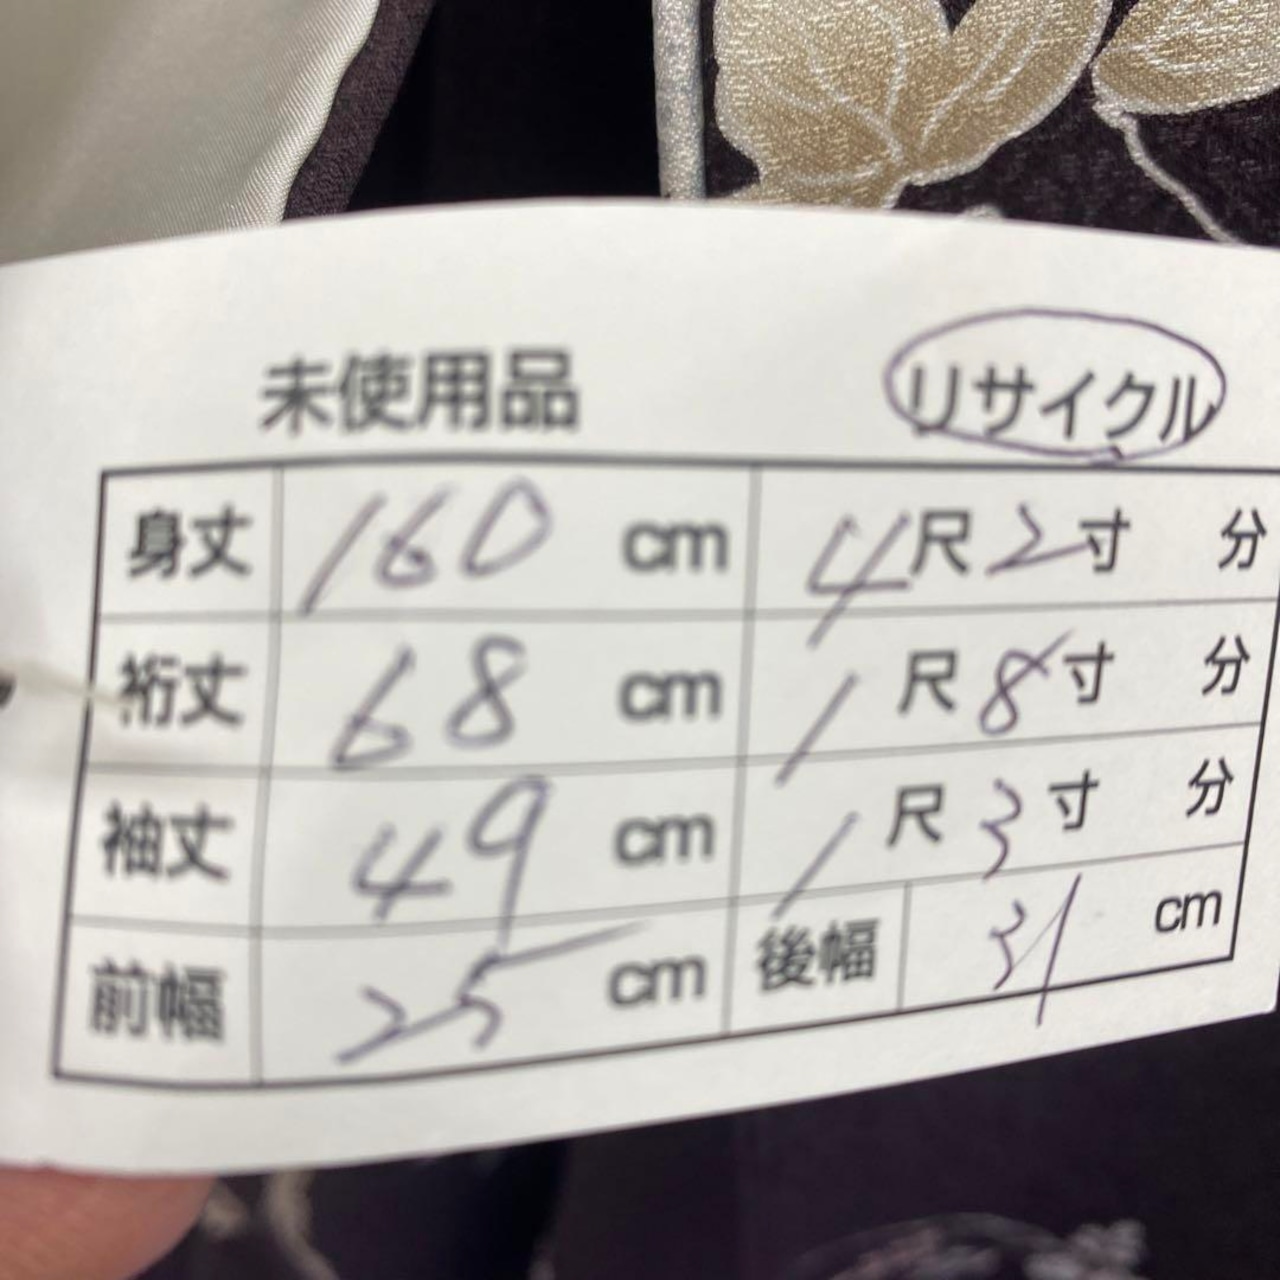 未使用品 リサイクル
身丈 160 cm 4尺2寸 分
裄丈 68 cm 1尺8寸 分
袖丈 49 cm 1尺3寸 分
前幅 25 cm 後幅 31 cm